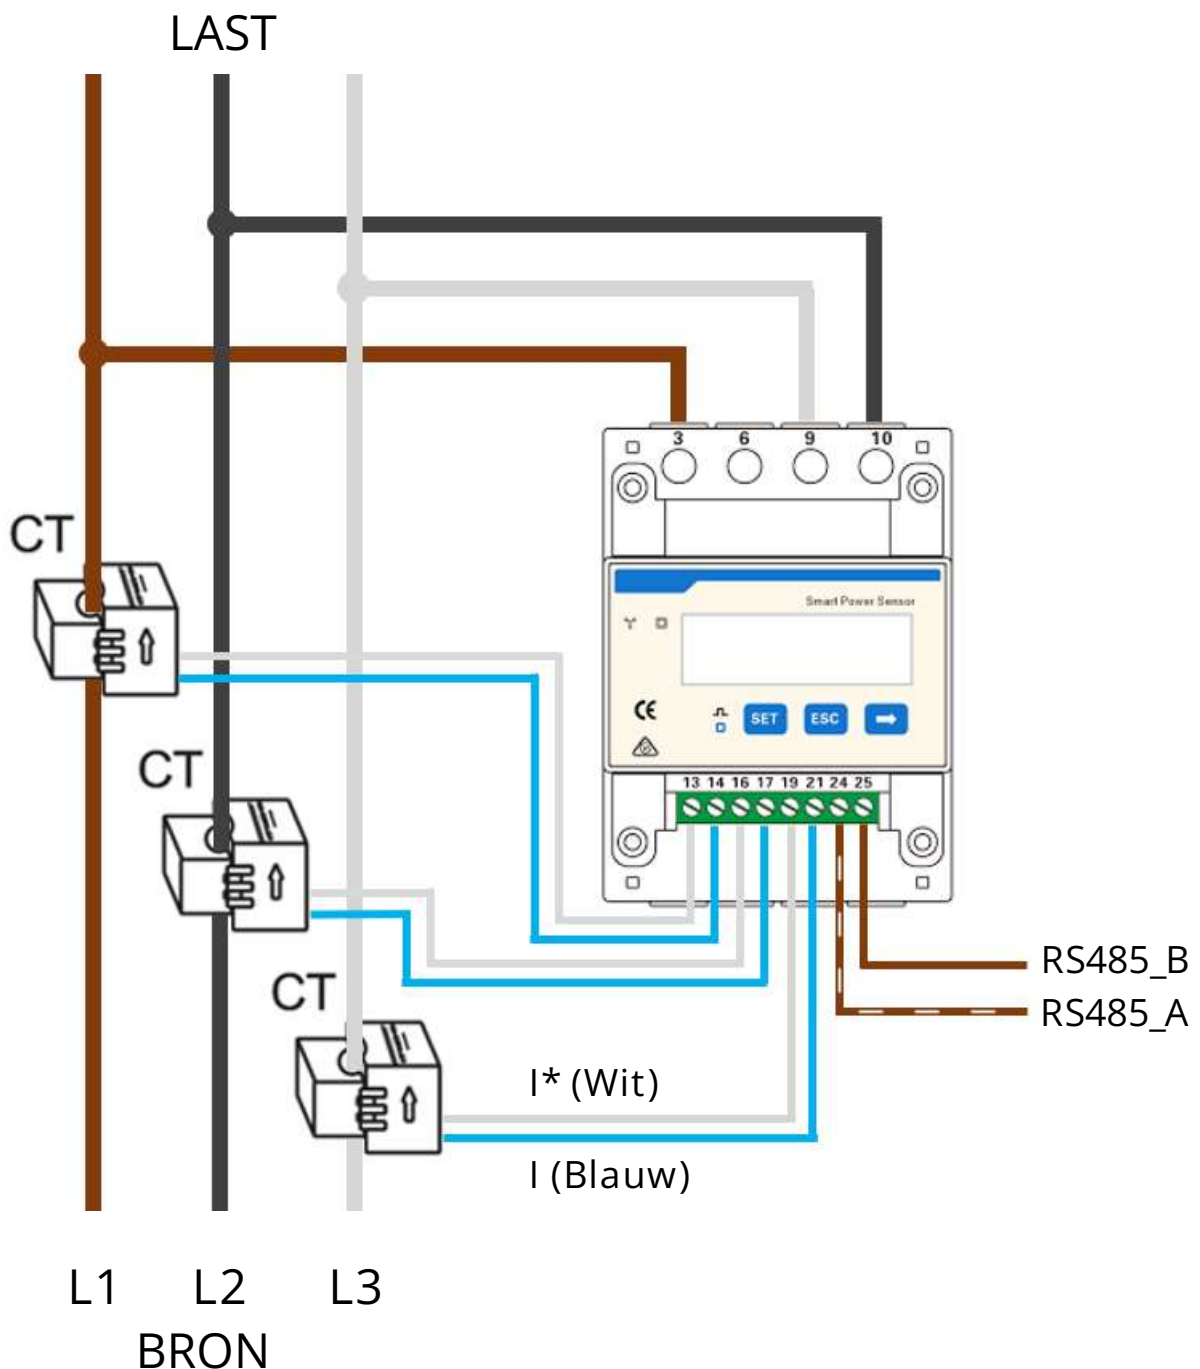 LAST
3 6 9 10
CT
Smart Power Sensor
CE
SET ESC
CT
13 14 16 17 19 21 24 25
RS485_B
CT
RS485_A
I* (Wit)
I (Blauw)
L1 L2 L3
BRON